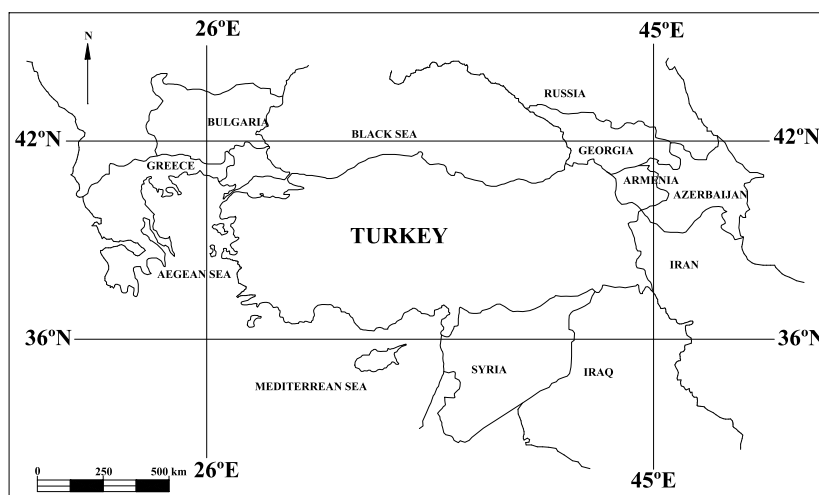 26ºE
45ºE
N
RUSSIA
BULGARIA
BLACK SEA
42ºN
42ºN
GEORGIA
GREECE
ARMENIA
AZERBAIJAN
TURKEY
IRAN
AEGEAN SEA
36ºN
36ºN
SYRIA
IRAQ
MEDITERREAN SEA
26ºE
45ºE
0 250 500 km